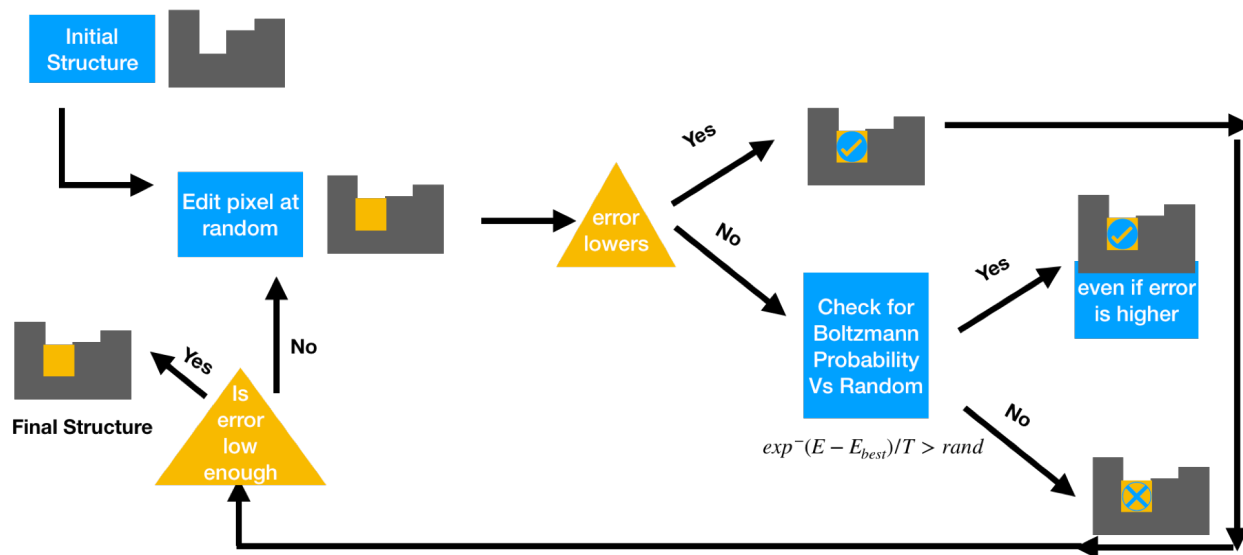 Initial
Structure
Edit pixel at
random
error
lowers
Yes
No
Check for
Boltzmann
Probability
Vs Random
exp⁻(E − E_best)/T > rand
Yes
even if error
is higher
No
Is
error
low
enough
Yes
No
Final Structure